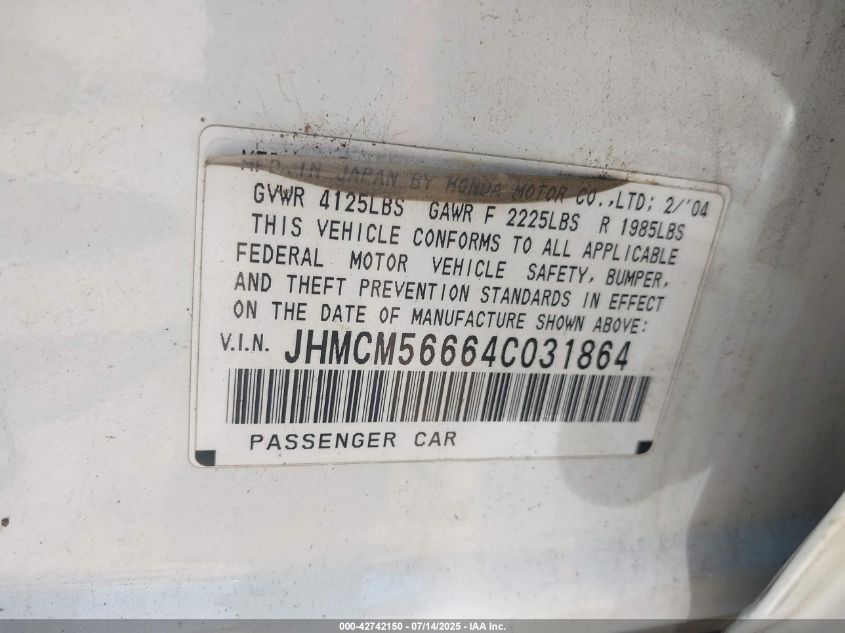 MFD. IN JAPAN BY HONDA MOTOR CO.,LTD; 2/'04
GVWR 4125LBS GAWR F 2225LBS R 1985LBS
THIS VEHICLE CONFORMS TO ALL APPLICABLE
FEDERAL MOTOR VEHICLE SAFETY, BUMPER,
AND THEFT PREVENTION STANDARDS IN EFFECT
ON THE DATE OF MANUFACTURE SHOWN ABOVE:
V.I.N. JHMCM56664C031864
PASSENGER CAR
000-42742150 - 07/14/2025 - IAA Inc.